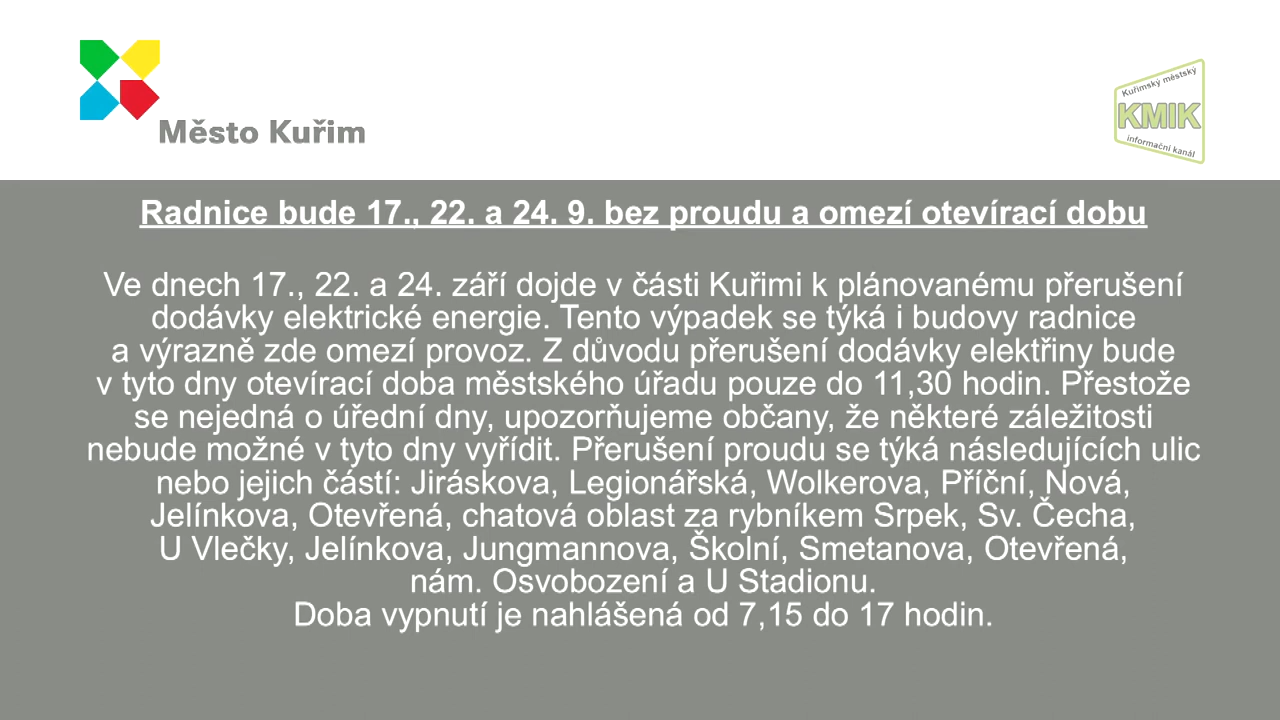 Město Kuřim
Kuřimský městský
KMIK
informační kanál
Radnice bude 17., 22. a 24. 9. bez proudu a omezí otevírací dobu
Ve dnech 17., 22. a 24. září dojde v části Kuřimi k plánovanému přerušení
dodávky elektrické energie. Tento výpadek se týká i budovy radnice
a výrazně zde omezí provoz. Z důvodu přerušení dodávky elektřiny bude
v tyto dny otevírací doba městského úřadu pouze do 11,30 hodin. Přestože
se nejedná o úřední dny, upozorňujeme občany, že některé záležitosti
nebude možné v tyto dny vyřídit. Přerušení proudu se týká následujících ulic
nebo jejich částí: Jiráskova, Legionářská, Wolkerova, Příční, Nová,
Jelínkova, Otevřená, chatová oblast za rybníkem Srpek, Sv. Čecha,
U Vlečky, Jelínkova, Jungmannova, Školní, Smetanova, Otevřená,
nám. Osvobození a U Stadionu.
Doba vypnutí je nahlášená od 7,15 do 17 hodin.